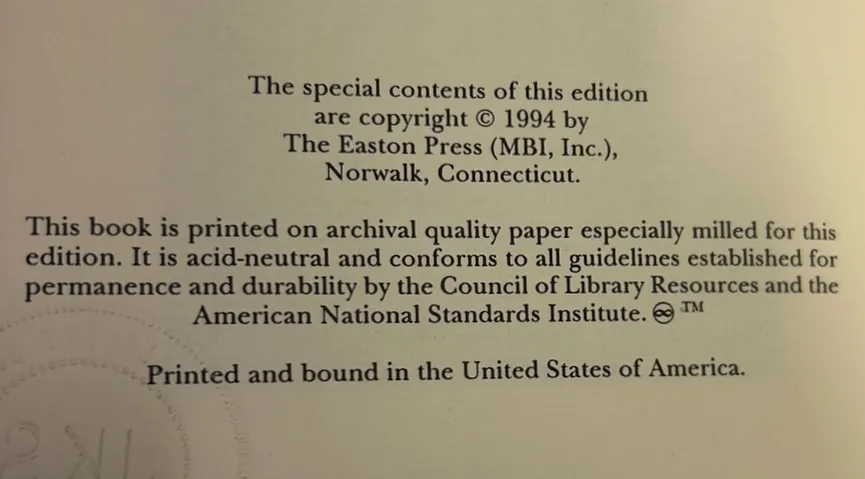 The special contents of this edition
are copyright © 1994 by
The Easton Press (MBI, Inc.),
Norwalk, Connecticut.
This book is printed on archival quality paper especially milled for this
edition. It is acid-neutral and conforms to all guidelines established for
permanence and durability by the Council of Library Resources and the
American National Standards Institute. ♾ ™
Printed and bound in the United States of America.